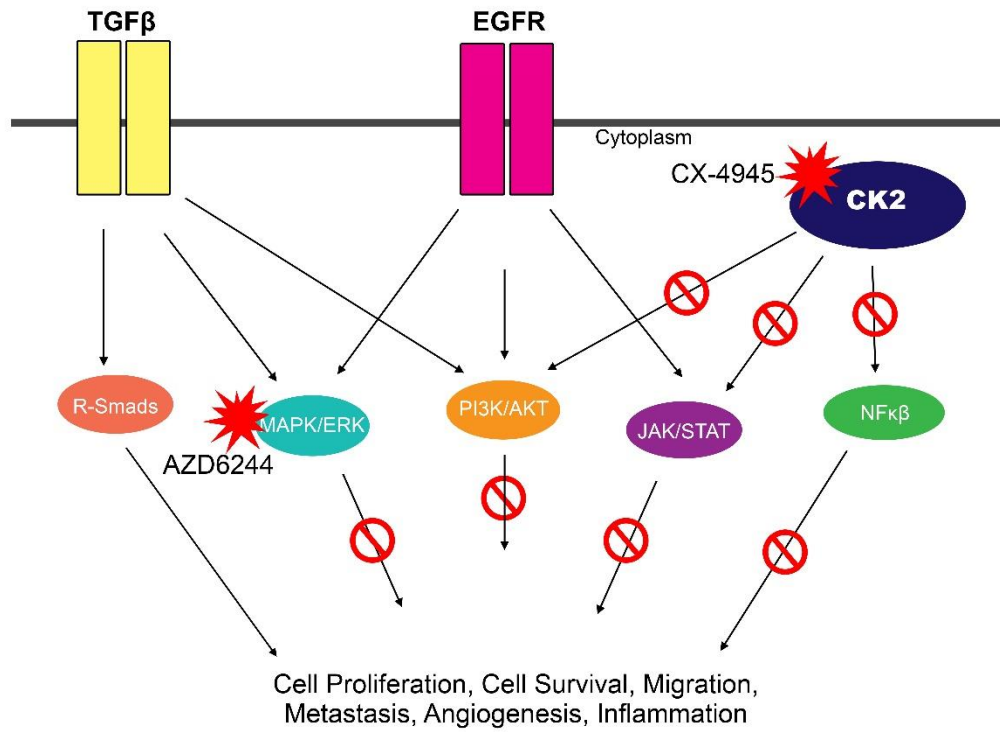 TGFβ
EGFR
Cytoplasm
CX-4945
CK2
R-Smads
MAPK/ERK
PI3K/AKT
JAK/STAT
NFκβ
AZD6244
Cell Proliferation, Cell Survival, Migration,
Metastasis, Angiogenesis, Inflammation